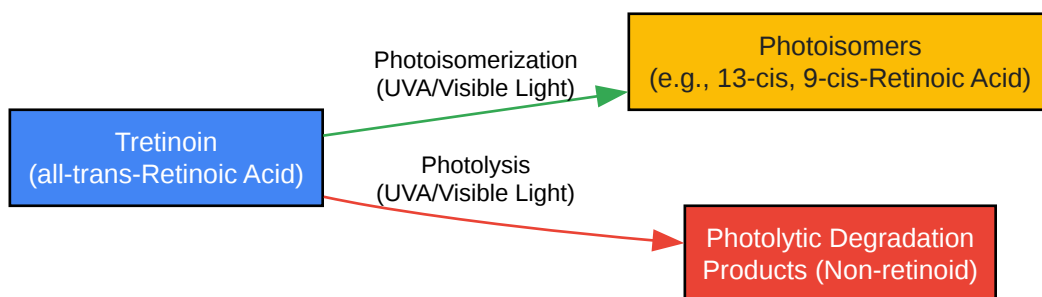 Photoisomers
(e.g., 13-cis, 9-cis-Retinoic Acid)
Photoisomerization
(UVA/Visible Light)
Tretinoin
(all-trans-Retinoic Acid)
Photolysis
(UVA/Visible Light)
Photolytic Degradation
Products (Non-retinoid)